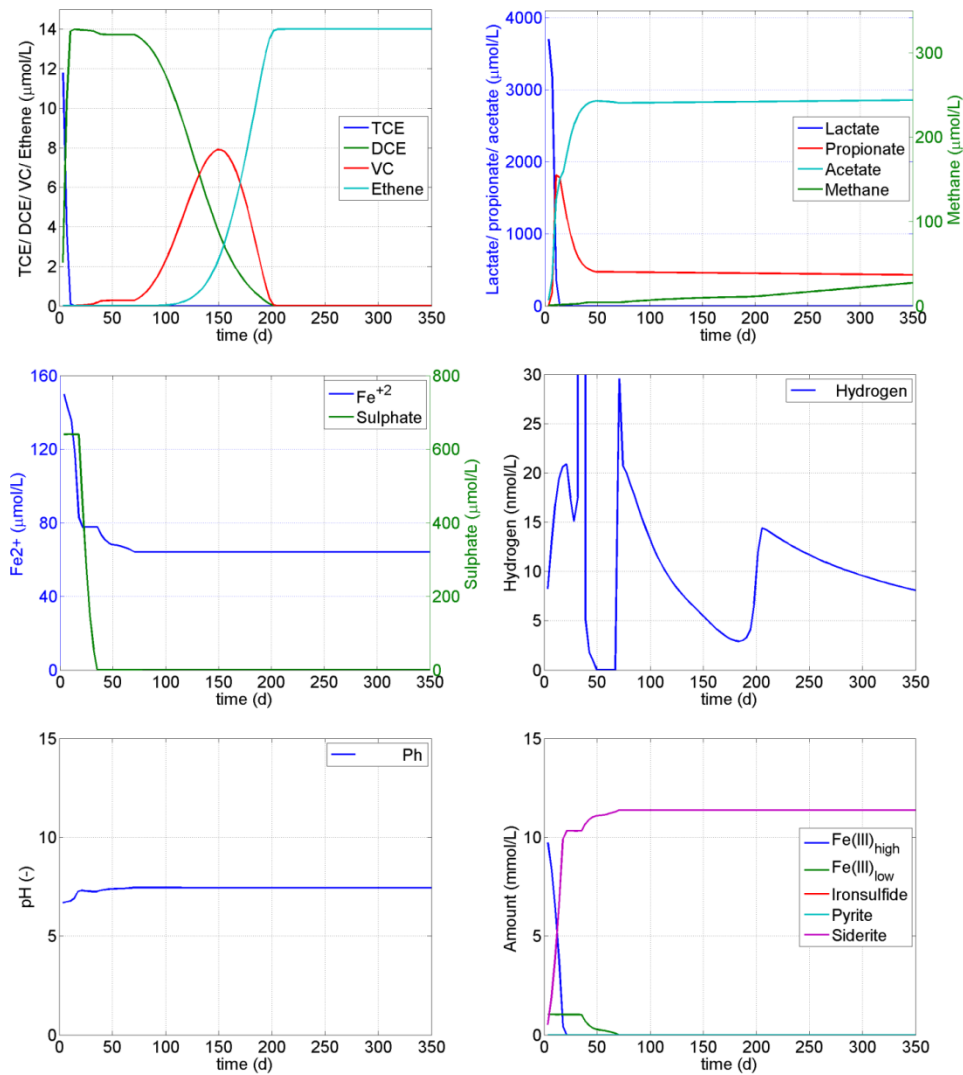 TCE/ DCE/ VC/ Ethene (μmol/L)
14
12
10
8
6
4
2
0
0 50 100 150 200 250 300 350
time (d)
TCE
DCE
VC
Ethene
Lactate/ propionate/ acetate (μmol/L)
4000
3000
2000
1000
0
0 50 100 150 200 250 300 350
time (d)
Lactate
Propionate
Acetate
Methane
300
200
100
0
Methane (μmol/L)
Fe2+ (μmol/L)
160
120
80
40
0
0 50 100 150 200 250 300 350
time (d)
Fe+2
Sulphate
800
600
400
200
0
Sulphate (μmol/L)
Hydrogen (nmol/L)
30
25
20
15
10
5
0
0 50 100 150 200 250 300 350
time (d)
Hydrogen
pH (-)
15
10
5
0
0 50 100 150 200 250 300 350
time (d)
Ph
Amount (mmol/L)
15
10
5
0
0 50 100 150 200 250 300 350
time (d)
Fe(III)high
Fe(III)low
Ironsulfide
Pyrite
Siderite